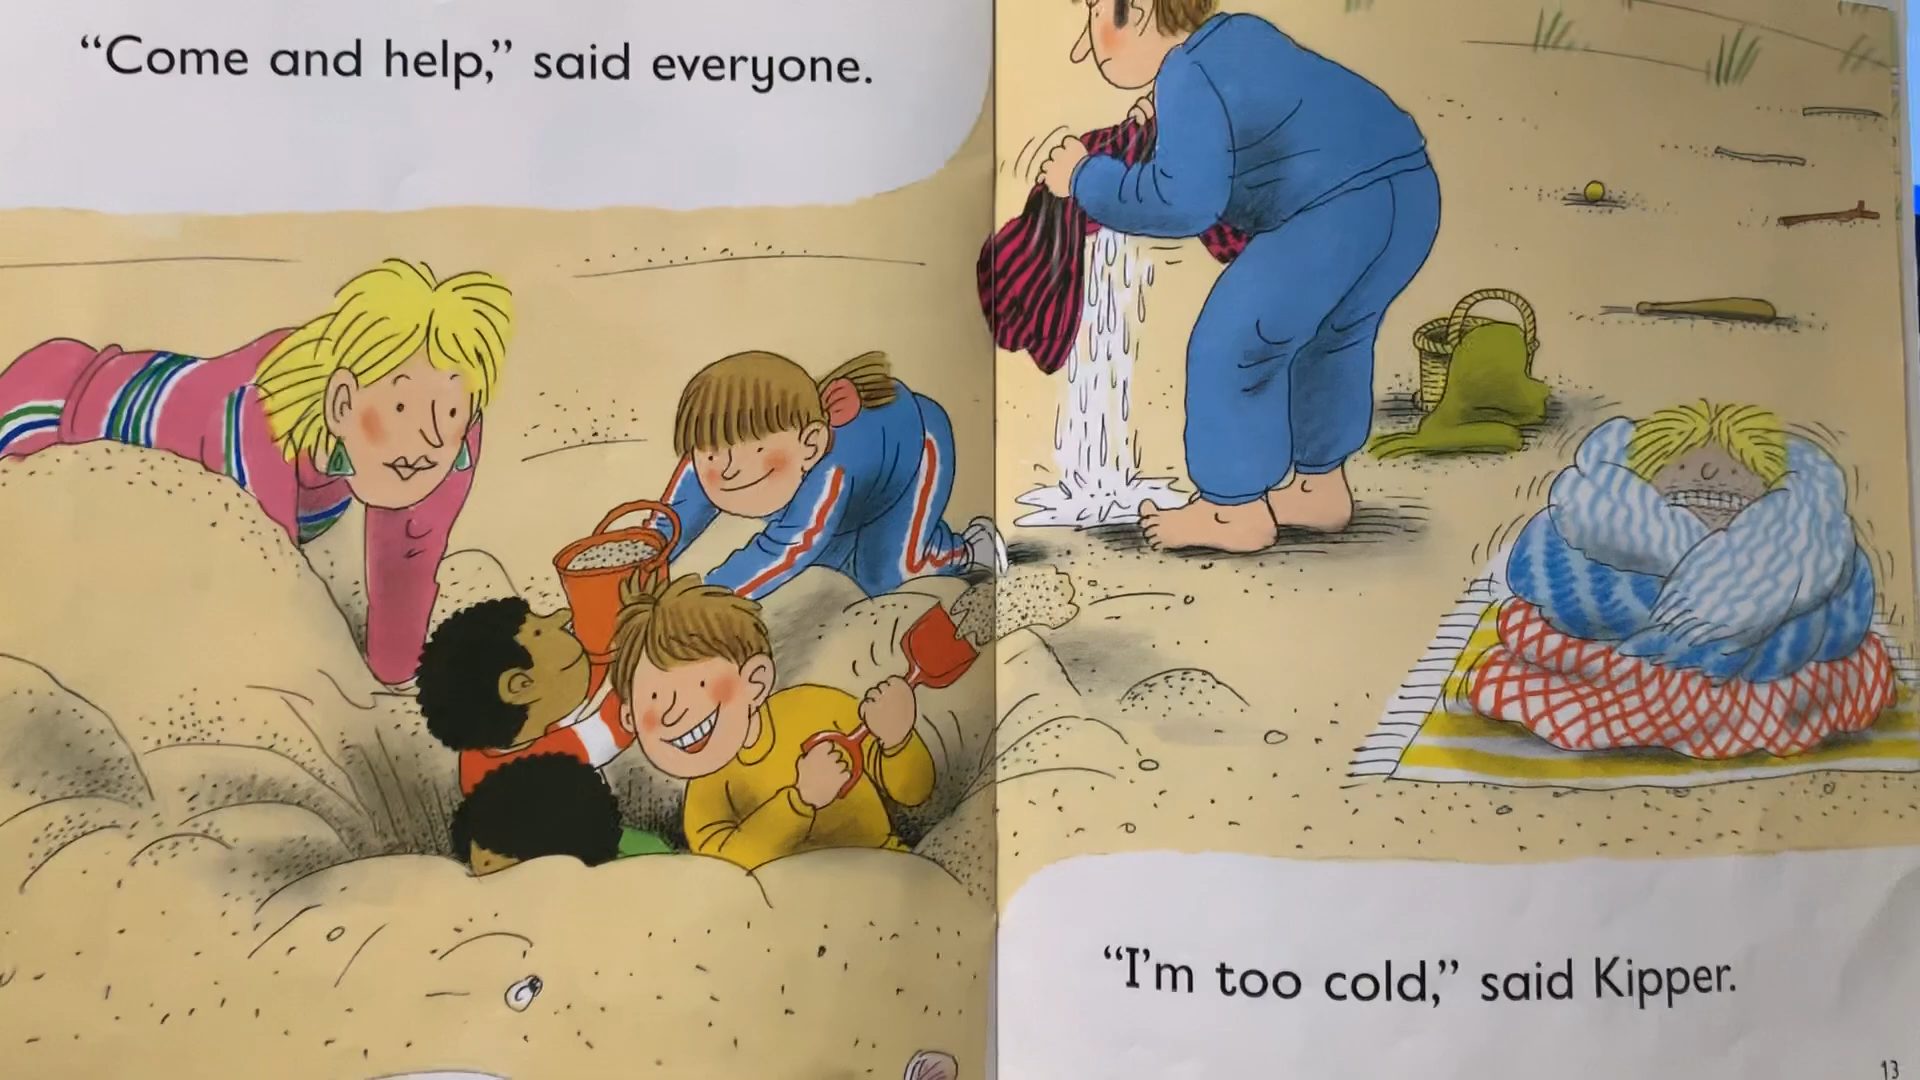 “Come and help,” said everyone.
“I'm too cold,” said Kipper.
13